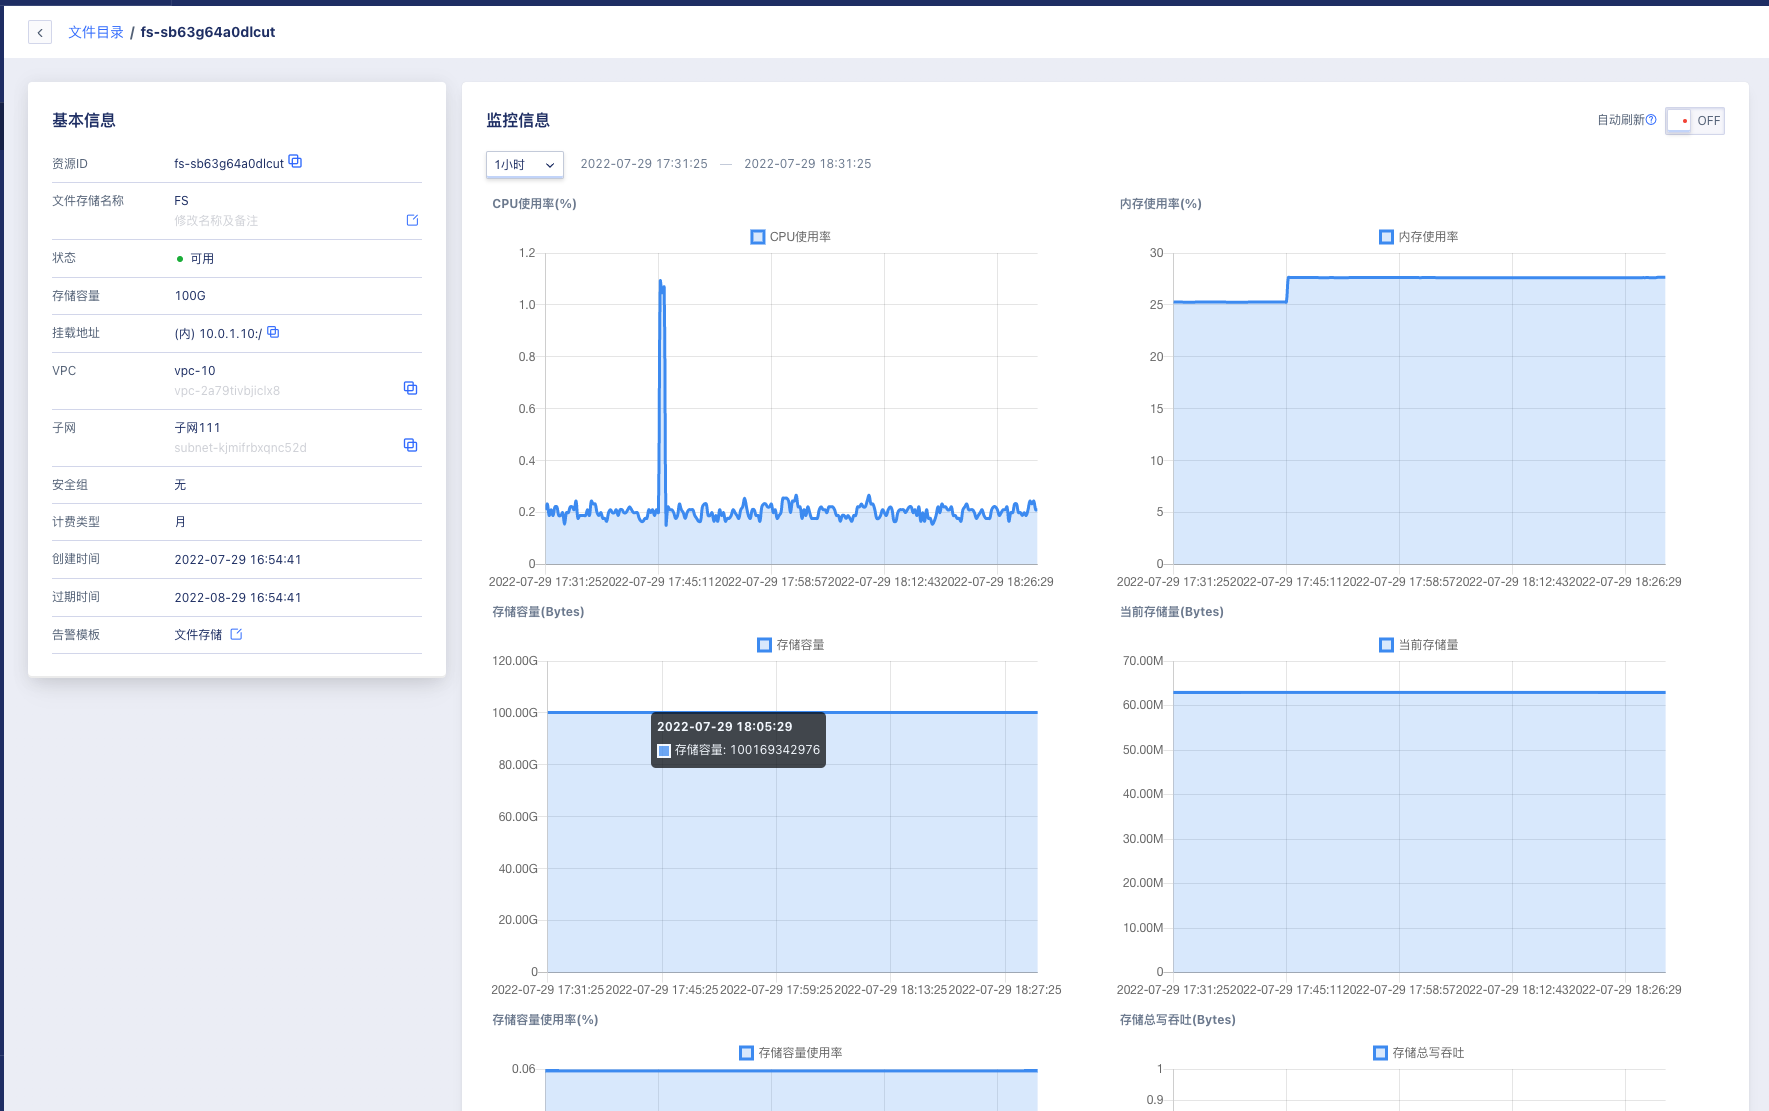 文件目录 / fs-sb63g64a0dlcut
基本信息
资源ID fs-sb63g64a0dlcut
文件存储名称 FS
修改名称及备注
状态 可用
存储容量 100G
挂载地址 (内) 10.0.1.10:/
VPC vpc-10
vpc-2a79tivbjiclx8
子网 子网111
subnet-kjmifrbxqnc52d
安全组 无
计费类型 月
创建时间 2022-07-29 16:54:41
过期时间 2022-08-29 16:54:41
告警模板 文件存储
监控信息
自动刷新 OFF
1小时 2022-07-29 17:31:25 — 2022-07-29 18:31:25
CPU使用率(%)
CPU使用率
1.2
1.0
0.8
0.6
0.4
0.2
0
2022-07-29 17:31:25 2022-07-29 17:45:11 2022-07-29 17:58:57 2022-07-29 18:12:43 2022-07-29 18:26:29
内存使用率(%)
内存使用率
30
25
20
15
10
5
0
2022-07-29 17:31:25 2022-07-29 17:45:11 2022-07-29 17:58:57 2022-07-29 18:12:43 2022-07-29 18:26:29
存储容量(Bytes)
存储容量
120.00G
100.00G
80.00G
60.00G
40.00G
20.00G
0
2022-07-29 18:05:29
存储容量: 100169342976
2022-07-29 17:31:25 2022-07-29 17:45:25 2022-07-29 17:59:25 2022-07-29 18:13:25 2022-07-29 18:27:25
当前存储量(Bytes)
当前存储量
70.00M
60.00M
50.00M
40.00M
30.00M
20.00M
10.00M
0
2022-07-29 17:31:25 2022-07-29 17:45:11 2022-07-29 17:58:57 2022-07-29 18:12:43 2022-07-29 18:26:29
存储容量使用率(%)
存储容量使用率
0.06
存储总写吞吐(Bytes)
存储总写吞吐
1
0.9